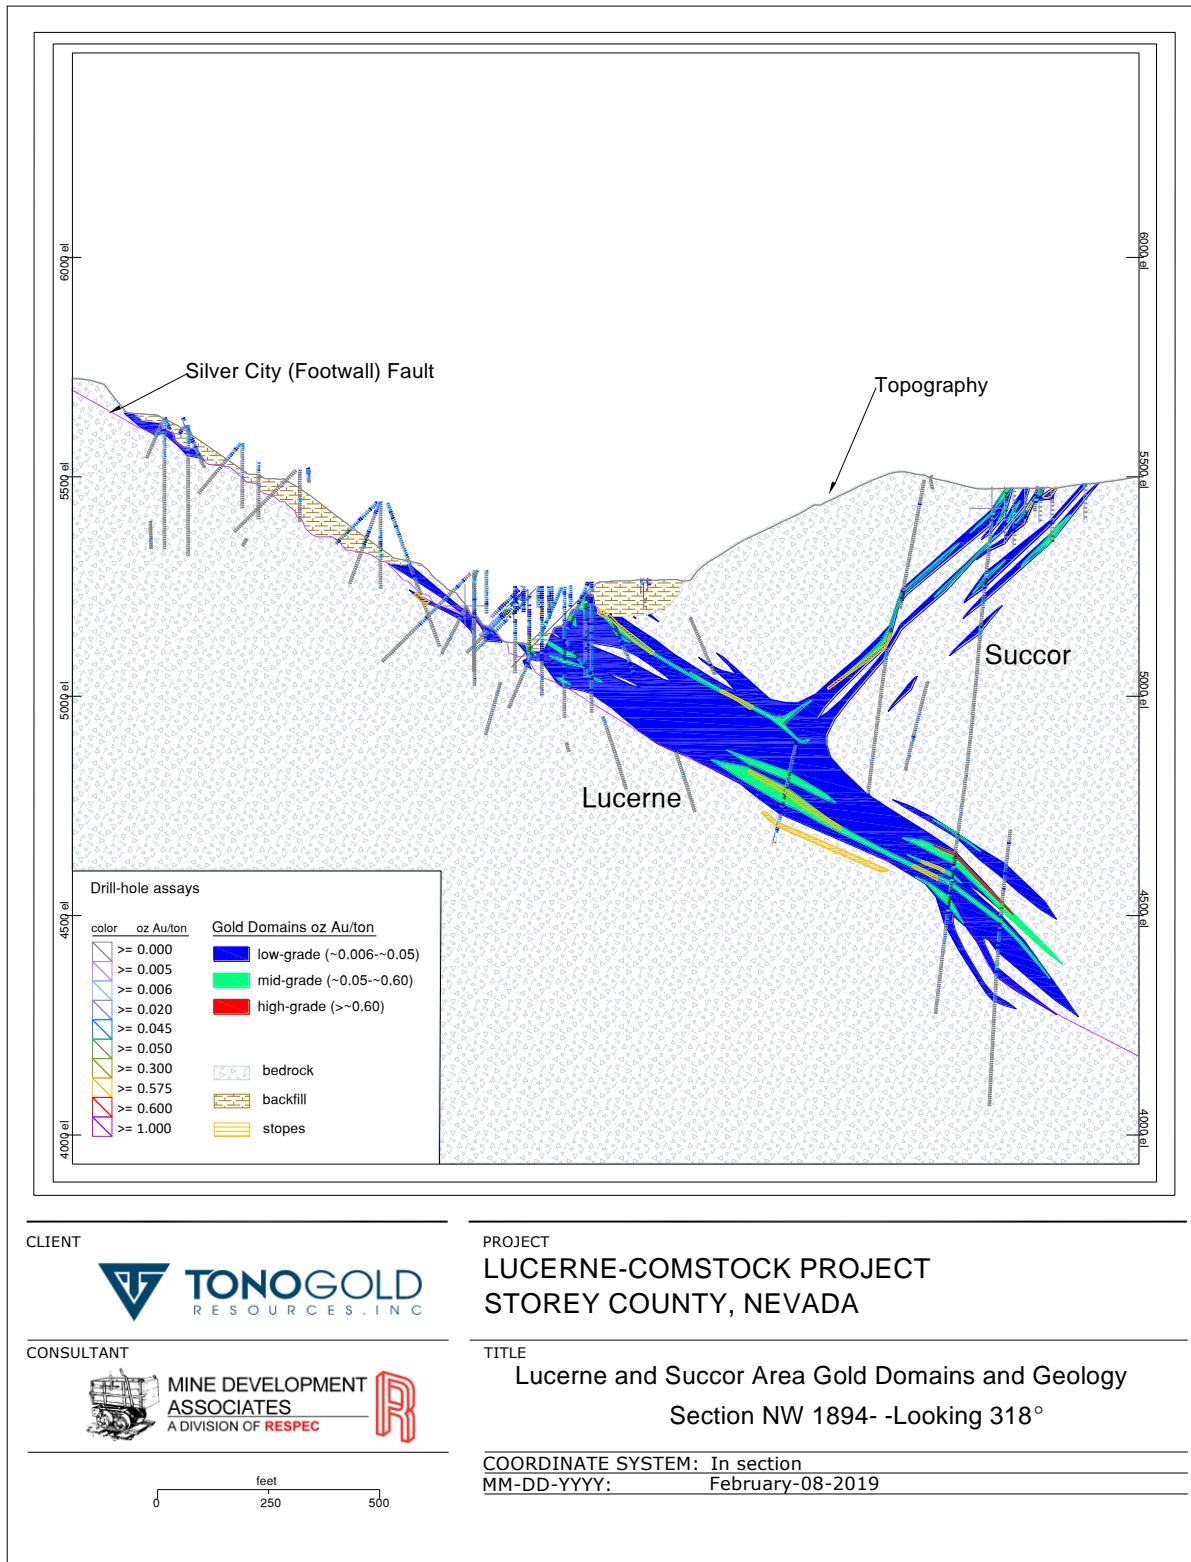 6000 el
6000 el
Silver City (Footwall) Fault
Topography
5500 el
5500 el
Succor
5000 el
5000 el
Lucerne
4500 el
4500 el
4000 el
4000 el
Drill-hole assays
color oz Au/ton
>= 0.000
>= 0.005
>= 0.006
>= 0.020
>= 0.045
>= 0.050
>= 0.300
>= 0.575
>= 0.600
>= 1.000
Gold Domains oz Au/ton
low-grade (~0.006-~0.05)
mid-grade (~0.05-~0.60)
high-grade (>~0.60)
bedrock
backfill
stopes
CLIENT
TONOGOLD
RESOURCES.INC
CONSULTANT
MINE DEVELOPMENT
ASSOCIATES
A DIVISION OF RESPEC
feet
0 250 500
PROJECT
LUCERNE-COMSTOCK PROJECT
STOREY COUNTY, NEVADA
TITLE
Lucerne and Succor Area Gold Domains and Geology
Section NW 1894- -Looking 318°
COORDINATE SYSTEM: In section
MM-DD-YYYY: February-08-2019